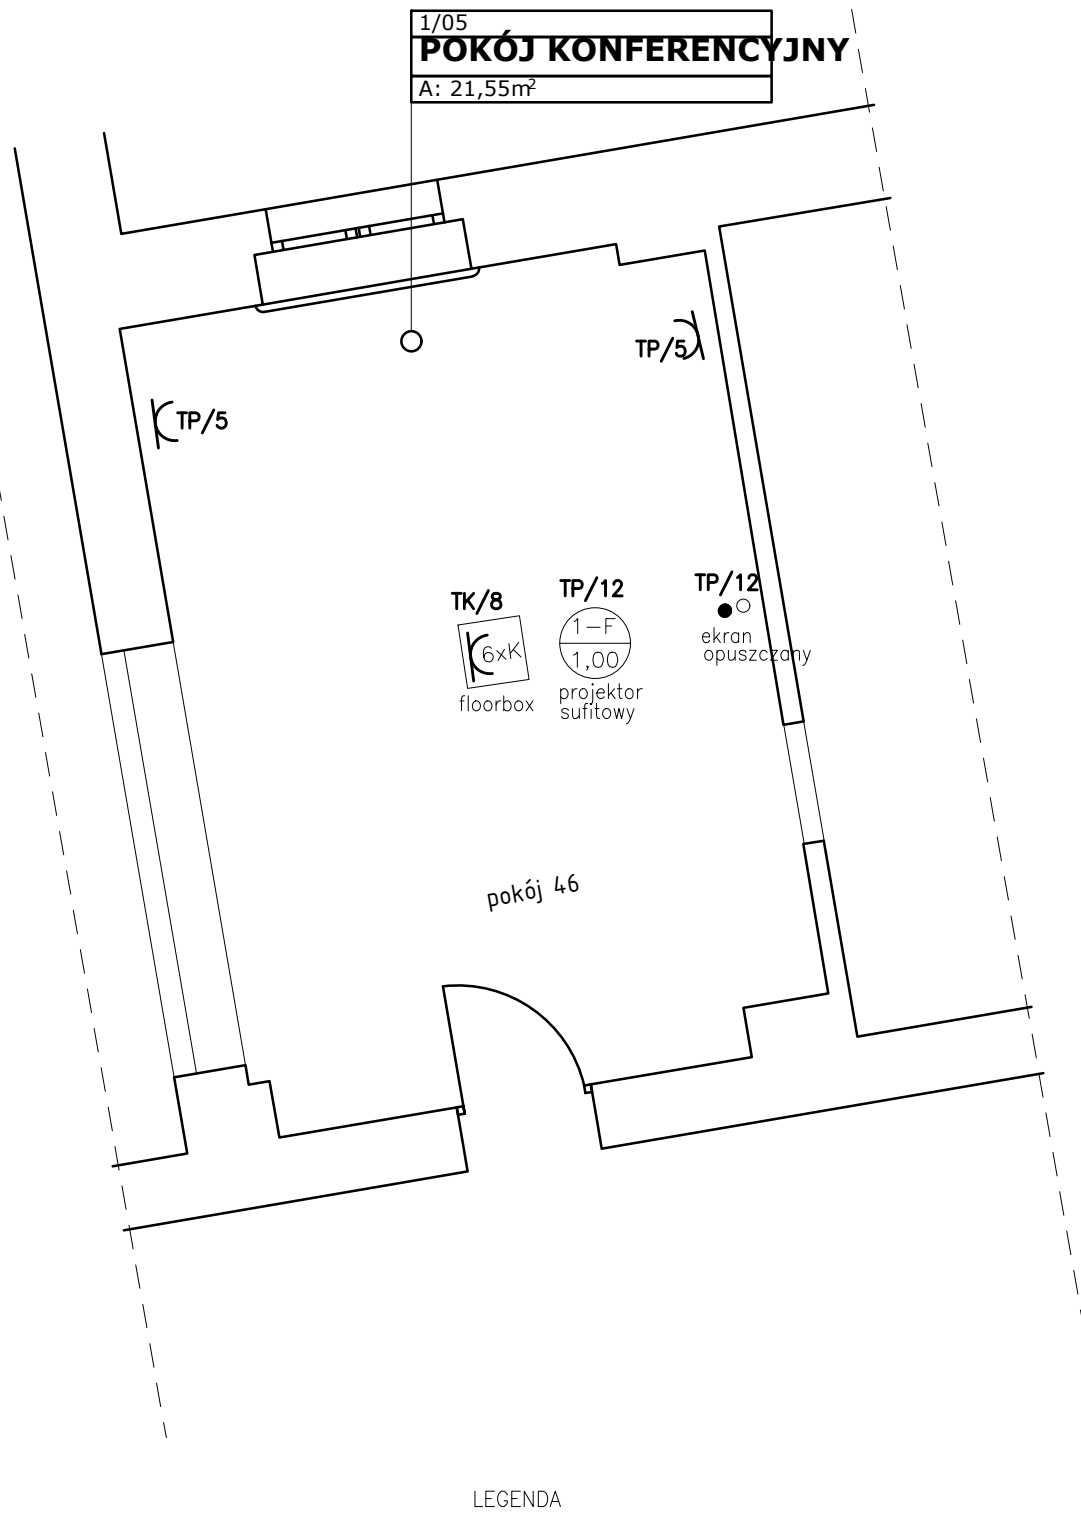 1/05
POKÓJ KONFERENCYJNY
A: 21,55m²
TP/5
TP/5
TK/8
6xK
floorbox
TP/12
1-F
1,00
projektor
sufitowy
TP/12
ekran
opuszczany
pokój 46
LEGENDA